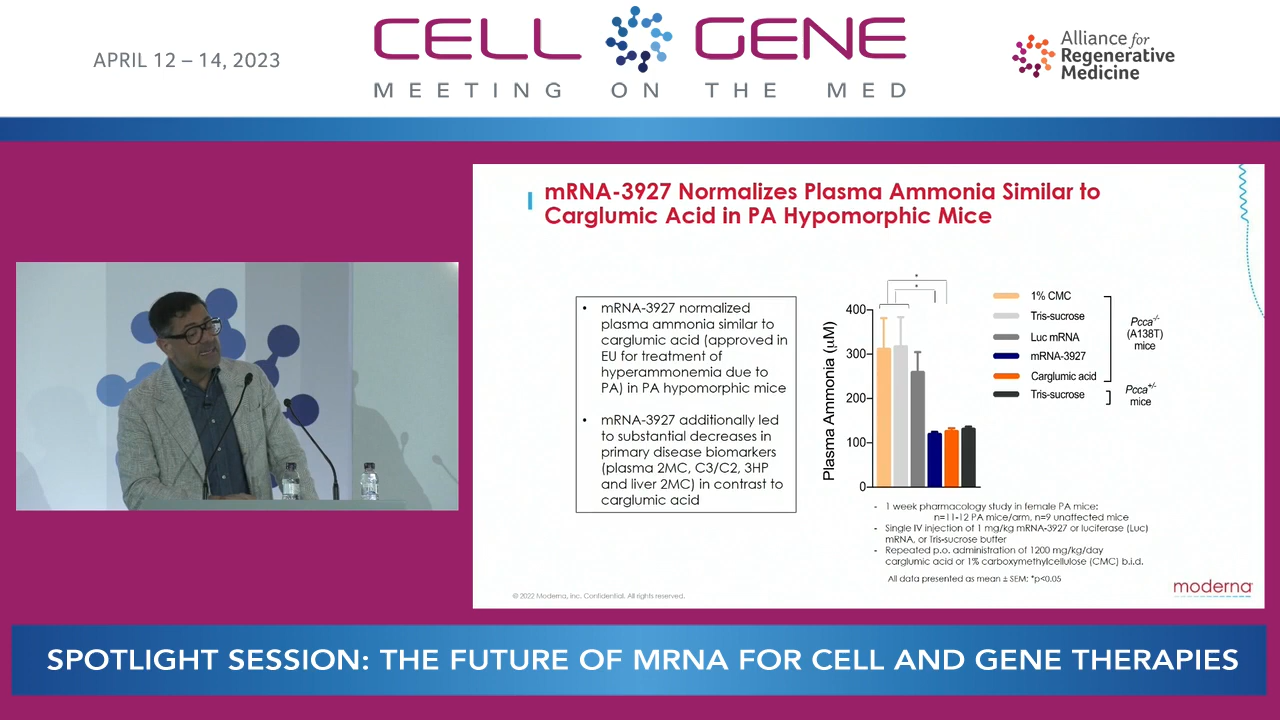 APRIL 12 – 14, 2023
CELL GENE
MEETING ON THE MED
Alliance for
Regenerative
Medicine
mRNA-3927 Normalizes Plasma Ammonia Similar to
Carglumic Acid in PA Hypomorphic Mice
• mRNA-3927 normalized
plasma ammonia similar to
carglumic acid (approved in
EU for treatment of
hyperammonemia due to
PA) in PA hypomorphic mice
• mRNA-3927 additionally led
to substantial decreases in
primary disease biomarkers
(plasma 2MC, C3/C2, 3HP
and liver 2MC) in contrast to
carglumic acid
Plasma Ammonia (µM)
400
300
200
100
0
*
*
1% CMC
Tris-sucrose
Luc mRNA
mRNA-3927
Carglumic acid
Tris-sucrose
Pcca-/-
(A138T)
mice
Pcca+/-
mice
- 1 week pharmacology study in female PA mice:
n=11-12 PA mice/arm, n=9 unaffected mice
- Single IV injection of 1 mg/kg mRNA-3927 or luciferase (Luc)
mRNA, or Tris-sucrose buffer
- Repeated p.o. administration of 1200 mg/kg/day
carglumic acid or 1% carboxymethylcellulose (CMC) b.i.d.
All data presented as mean ± SEM; *p<0.05
© 2022 Moderna, Inc. Confidential. All rights reserved.
moderna
SPOTLIGHT SESSION: THE FUTURE OF MRNA FOR CELL AND GENE THERAPIES